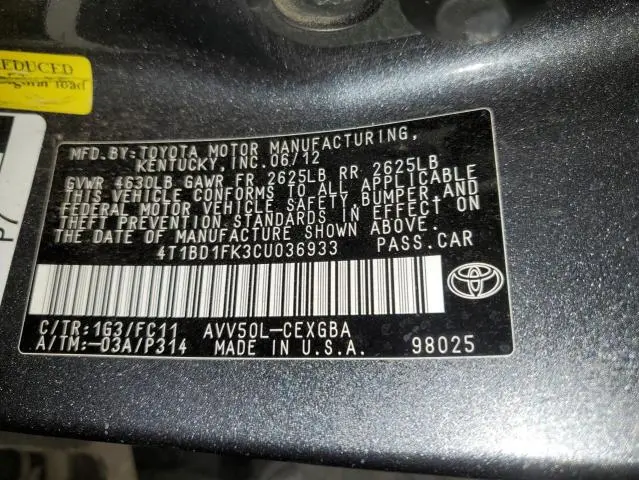 REDUCED
MFD.BY:TOYOTA MOTOR MANUFACTURING,
KENTUCKY, INC.06/12
GVWR 4630LB GAWR FR 2625LB RR 2625LB
THIS VEHICLE CONFORMS TO ALL APPLICABLE
FEDERAL MOTOR VEHICLE SAFETY, BUMPER, AND
THEFT PREVENTION STANDARDS IN EFFECT ON
THE DATE OF MANUFACTURE SHOWN ABOVE.
4T1BD1FK3CU036933 PASS.CAR
C/TR:1G3/FC11 AVV50L-CEXGBA
A/TM:-03A/P314 MADE IN U.S.A. 98025